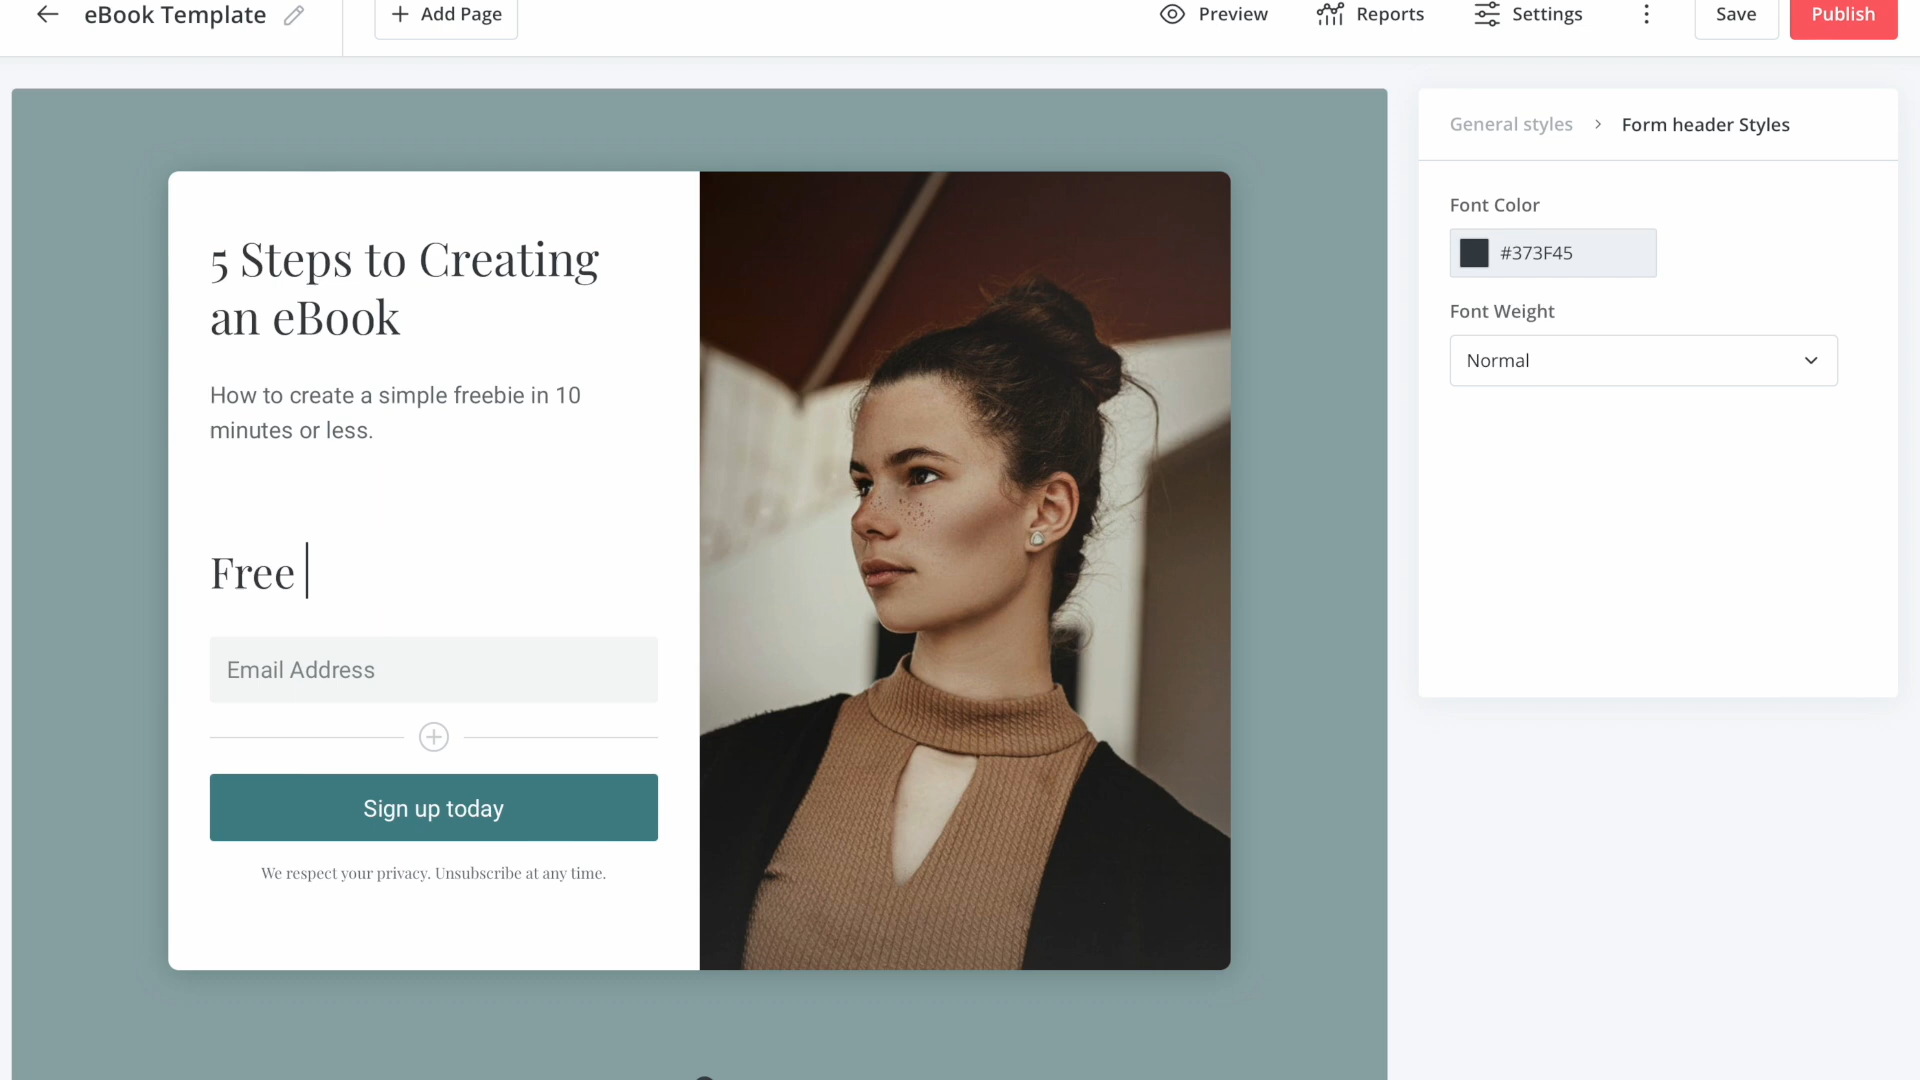 eBook Template
Add Page
Preview
Reports
Settings
Save
Publish
General styles > Form header Styles
Font Color
#373F45
Font Weight
Normal
5 Steps to Creating
an eBook
How to create a simple freebie in 10
minutes or less.
Free
Email Address
Sign up today
We respect your privacy. Unsubscribe at any time.